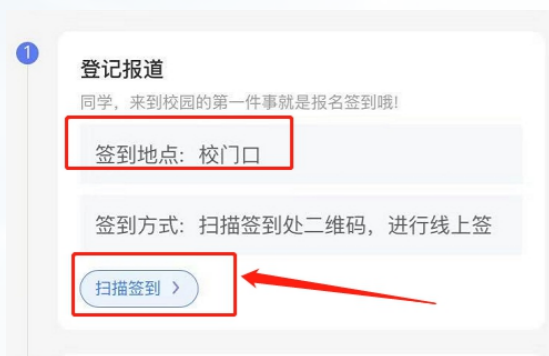 1
登记报道
同学，来到校园的第一件事就是报名签到哦!
签到地点：校门口
签到方式：扫描签到处二维码，进行线上签
扫描签到 >